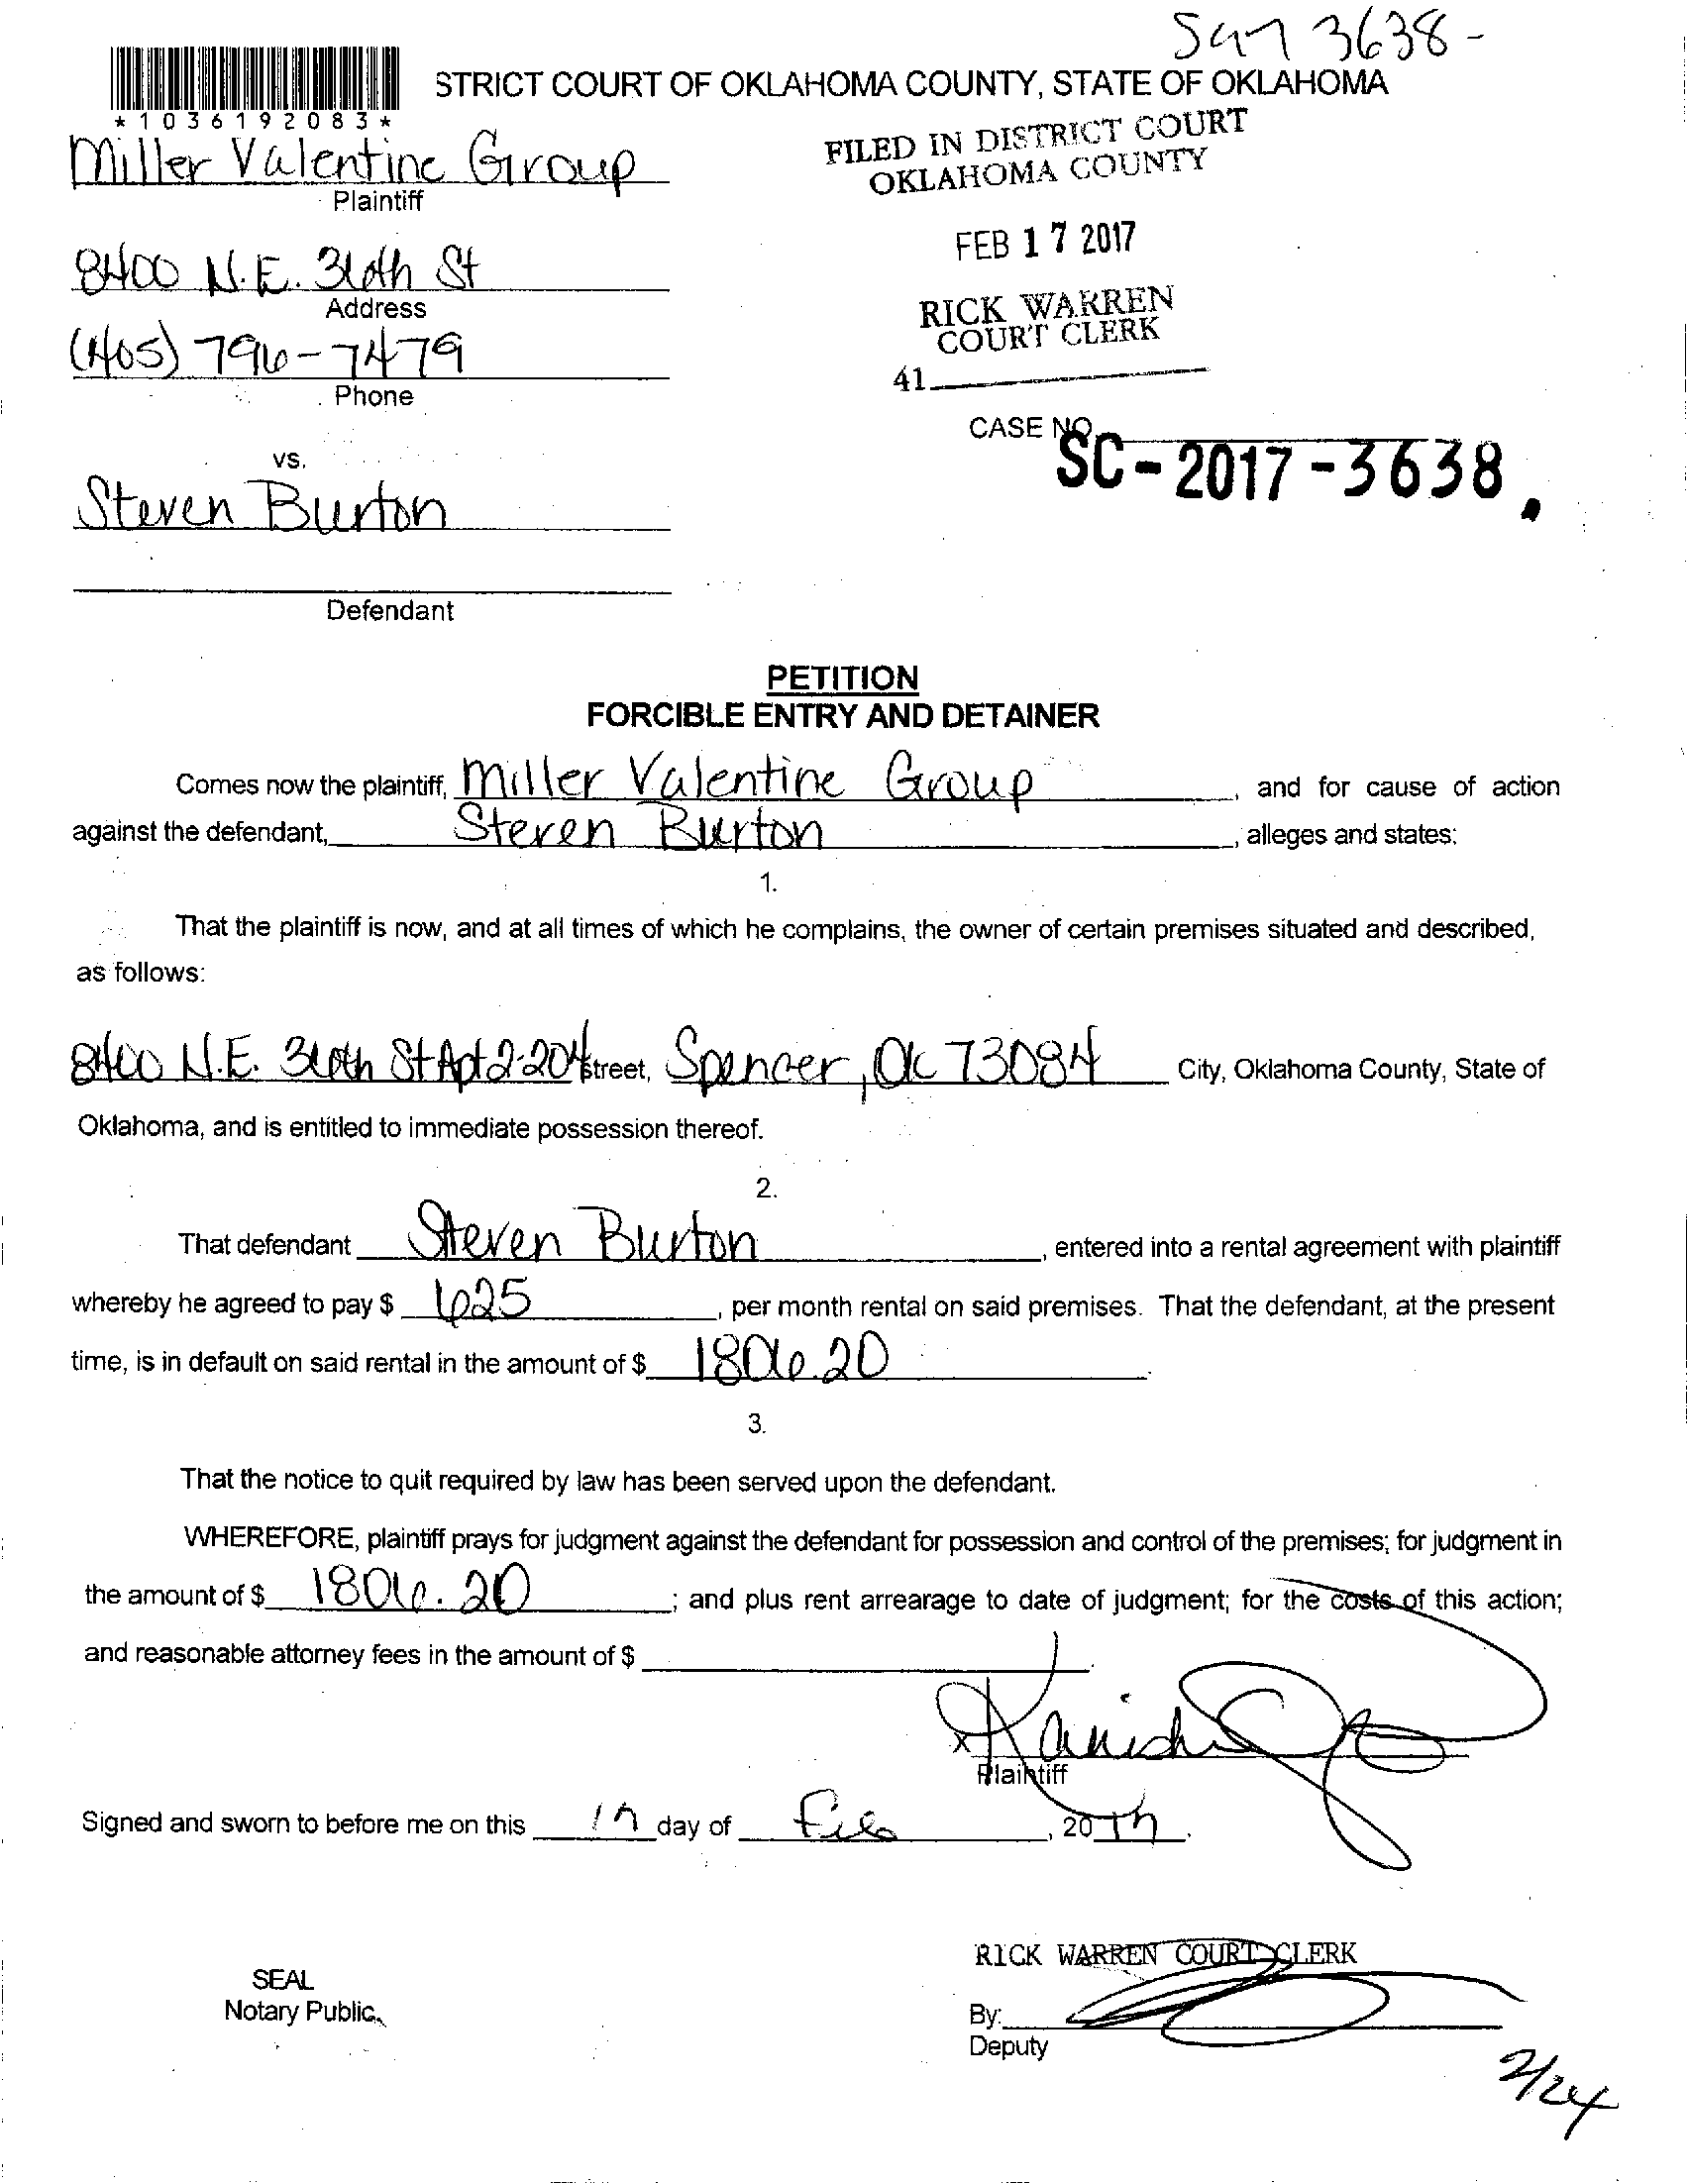 San 3638-
STRICT COURT OF OKLAHOMA COUNTY, STATE OF OKLAHOMA
*1036192083*
FILED IN DISTRICT COURT
OKLAHOMA COUNTY
Miller Valentine Group
Plaintiff
FEB 17 2017
8400 N.E. 36th St
Address
RICK WARREN
COURT CLERK
(405) 796-7479
Phone
41
CASE NO. SC-2017-3638
vs.
Steven Burton
Defendant
PETITION
FORCIBLE ENTRY AND DETAINER
Comes now the plaintiff, Miller Valentine Group, and for cause of action
against the defendant, Steven Burton, alleges and states:
1.
That the plaintiff is now, and at all times of which he complains, the owner of certain premises situated and described,
as follows:
8400 N.E. 36th St Apt 2-204 Street, Spencer, Ok 73084 City, Oklahoma County, State of
Oklahoma, and is entitled to immediate possession thereof.
2.
That defendant Steven Burton, entered into a rental agreement with plaintiff
whereby he agreed to pay $ 625, per month rental on said premises. That the defendant, at the present
time, is in default on said rental in the amount of $ 1806.20.
3.
That the notice to quit required by law has been served upon the defendant.
WHEREFORE, plaintiff prays for judgment against the defendant for possession and control of the premises; for judgment in
the amount of $ 1806.20; and plus rent arrearage to date of judgment; for the costs of this action;
and reasonable attorney fees in the amount of $
x
Plaintiff
Signed and sworn to before me on this 17 day of Feb, 2017.
RICK WARREN COURT CLERK
SEAL
Notary Public
By:
Deputy
2/24